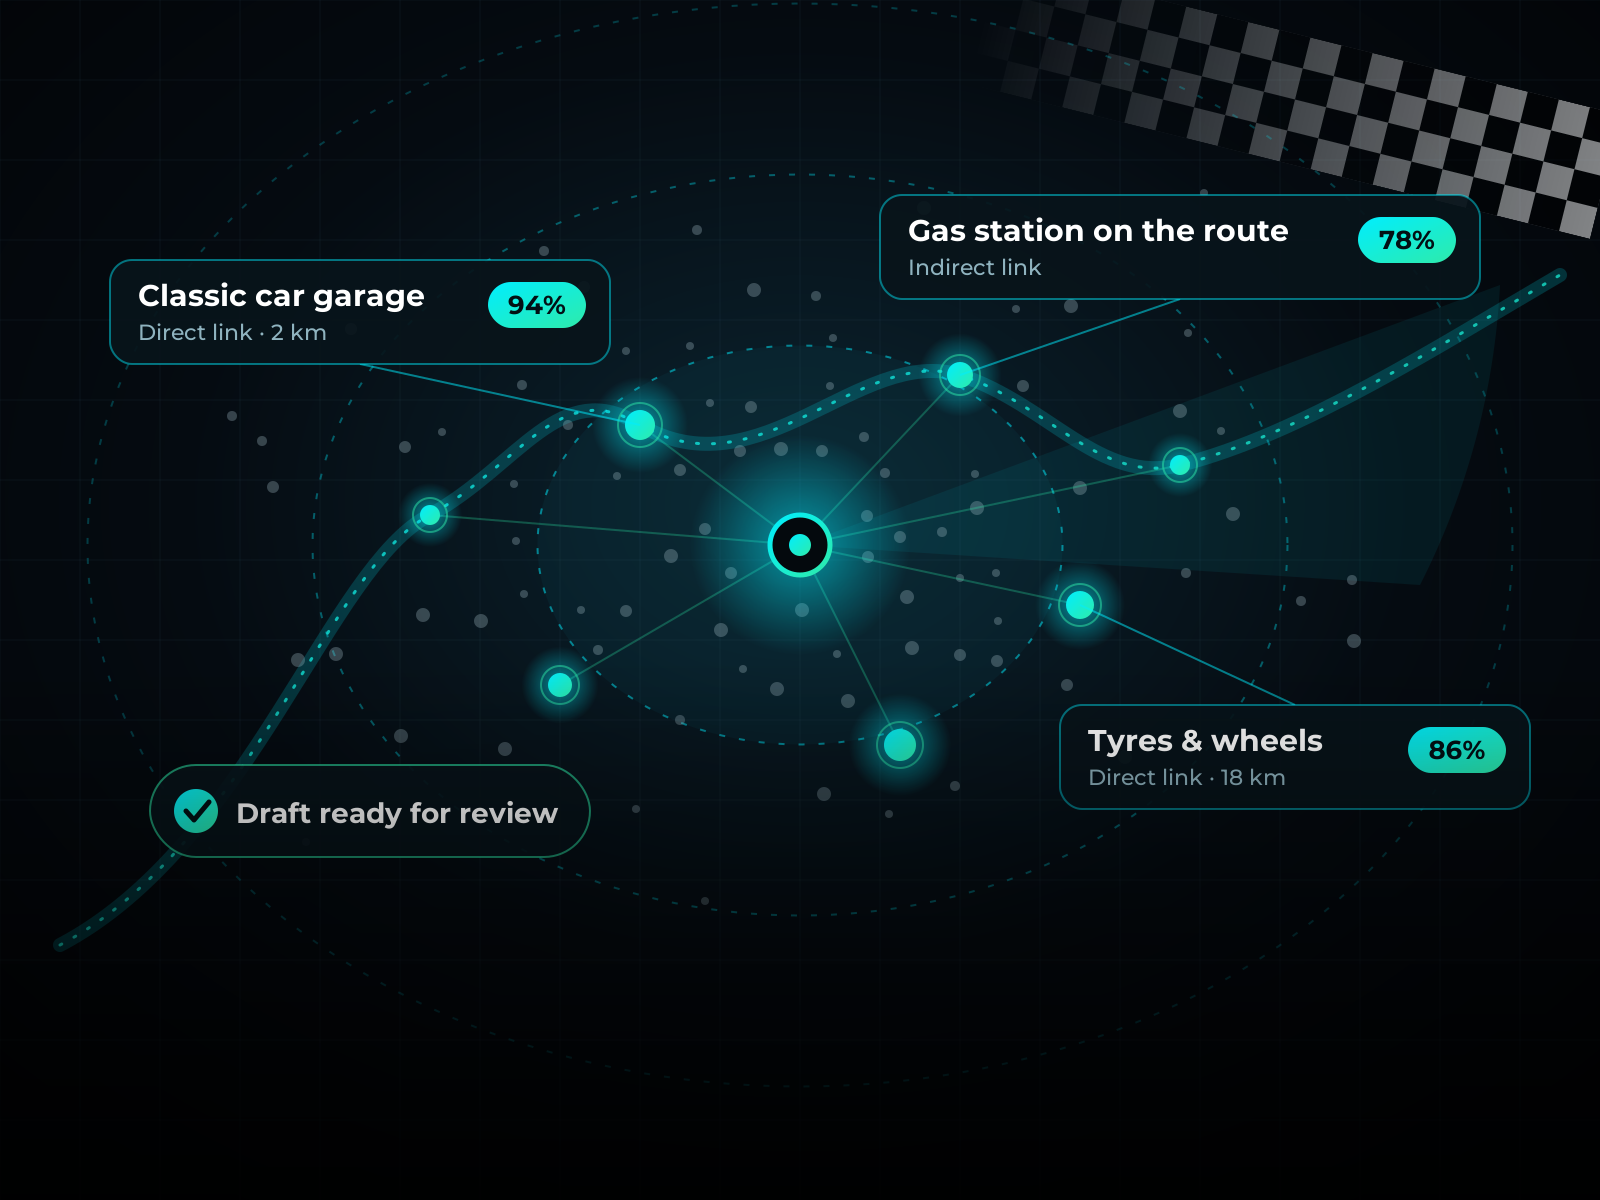 Gas station on the route
Indirect link
78%
Classic car garage
Direct link · 2 km
94%
Tyres & wheels
Direct link · 18 km
86%
Draft ready for review